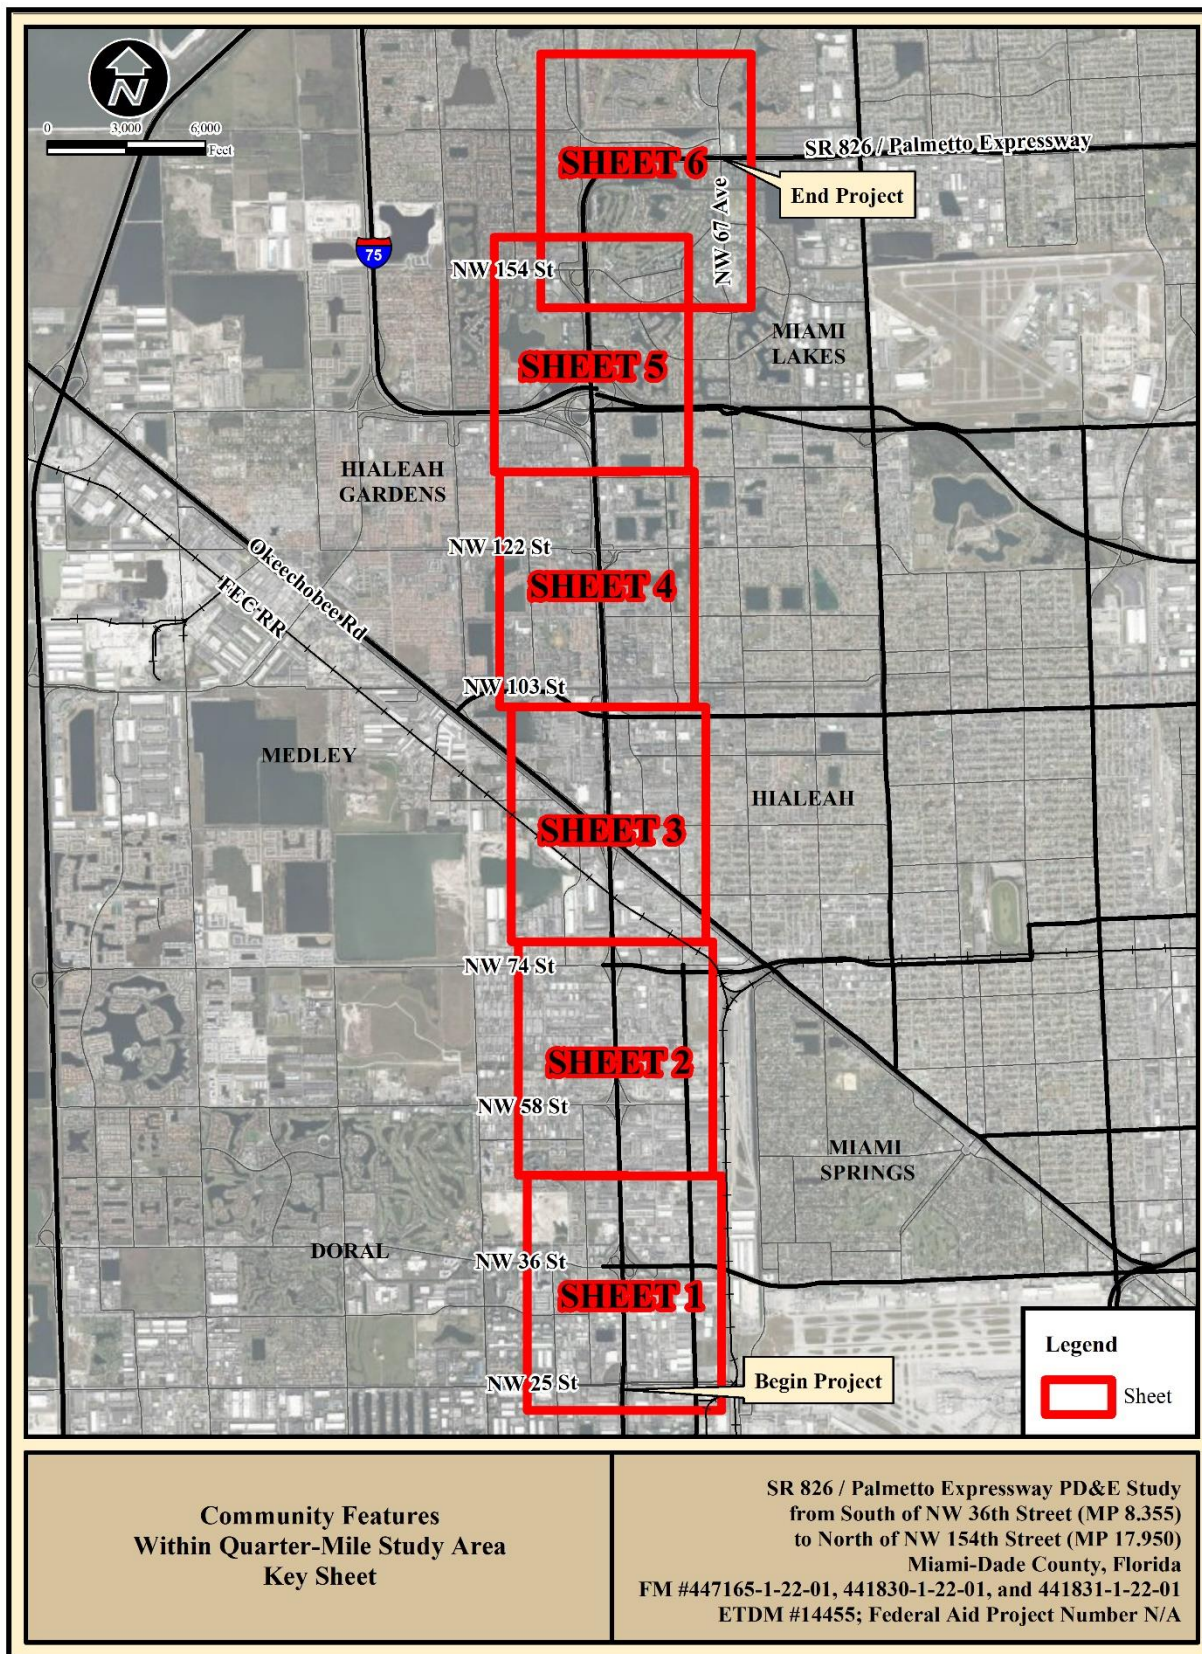 N
0 3,000 6,000
Feet
SR 826 / Palmetto Expressway
SHEET 6
End Project
NW 67 Ave
75
NW 154 St
MIAMI
LAKES
SHEET 5
HIALEAH
GARDENS
NW 122 St
Okeechobee Rd
FEC RR
SHEET 4
NW 103 St
MEDLEY
HIALEAH
SHEET 3
NW 74 St
SHEET 2
NW 58 St
MIAMI
SPRINGS
DORAL
NW 36 St
SHEET 1
NW 25 St
Begin Project
Legend
Sheet
Community Features
Within Quarter-Mile Study Area
Key Sheet
SR 826 / Palmetto Expressway PD&E Study
from South of NW 36th Street (MP 8.355)
to North of NW 154th Street (MP 17.950)
Miami-Dade County, Florida
FM #447165-1-22-01, 441830-1-22-01, and 441831-1-22-01
ETDM #14455; Federal Aid Project Number N/A